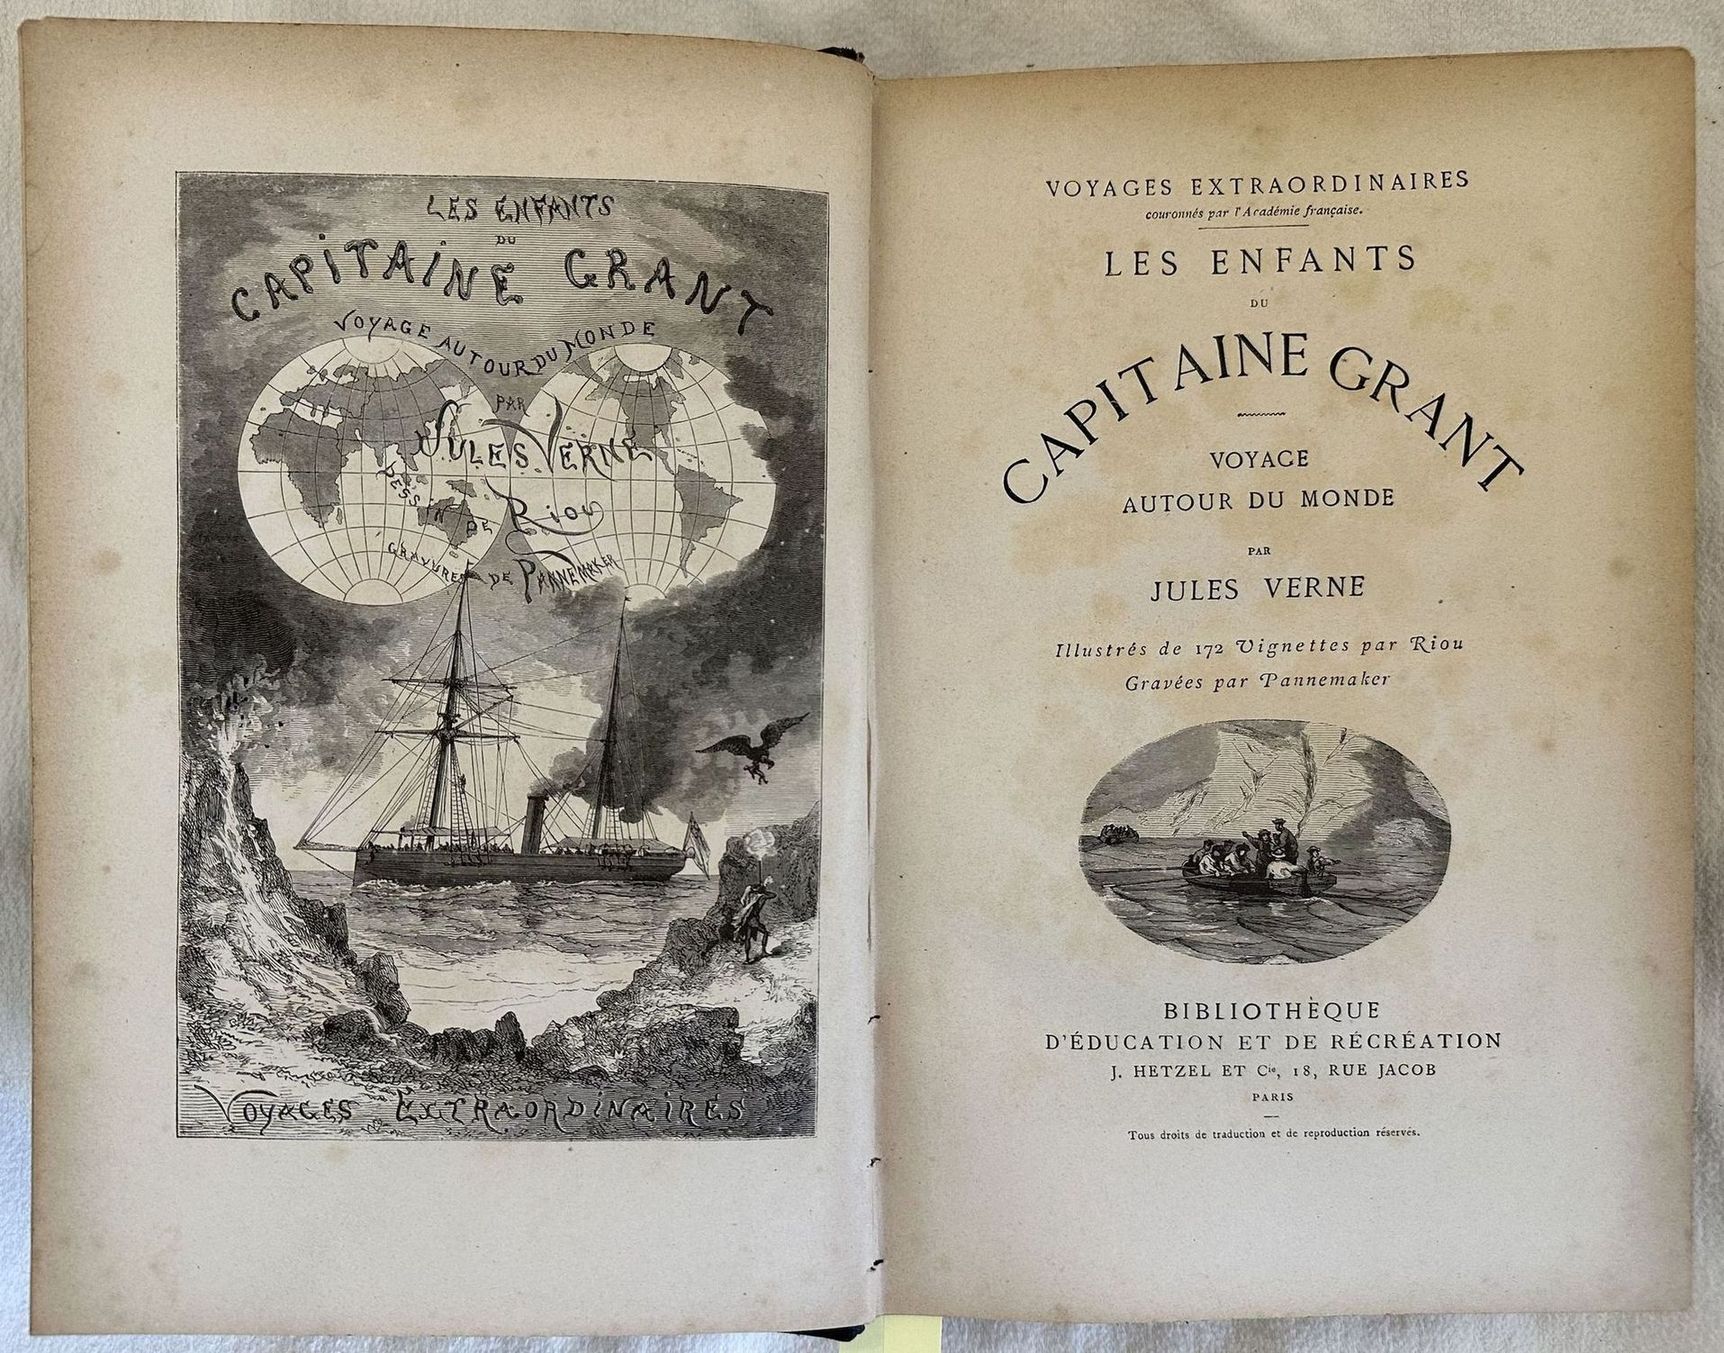 LES ENFANTS
DU
CAPITAINE GRANT
VOYAGE AUTOUR DU MONDE
PAR
JULES VERNE
DESSIN DE RIOU
GRAVURES DE PANNEMAKER
VOYAGES EXTRAORDINAIRES
VOYAGES EXTRAORDINAIRES
couronnés par l'Académie française.
LES ENFANTS
DU
CAPITAINE GRANT
VOYAGE
AUTOUR DU MONDE
PAR
JULES VERNE
Illustrés de 172 Vignettes par Riou
Gravées par Pannemaker
BIBLIOTHÈQUE
D'ÉDUCATION ET DE RÉCRÉATION
J. HETZEL ET Cie, 18, RUE JACOB
PARIS
Tous droits de traduction et de reproduction réservés.